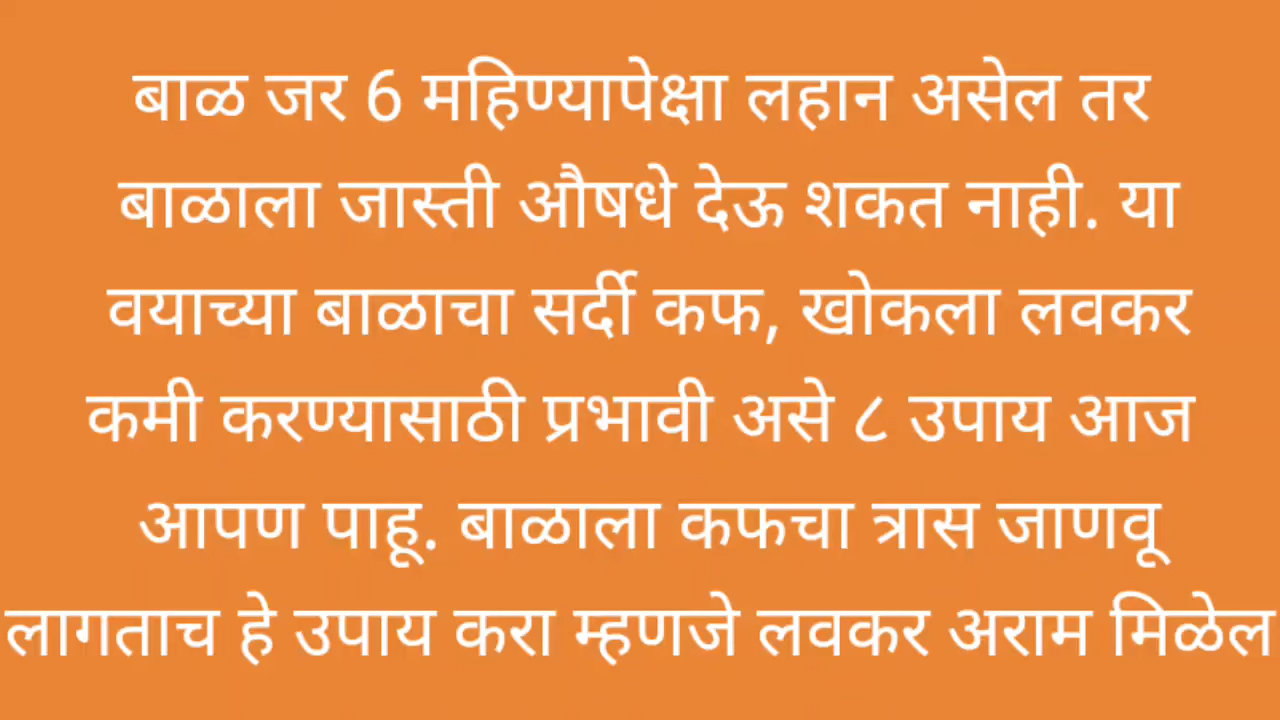 बाळ जर 6 महिण्यापेक्षा लहान असेल तर
बाळाला जास्ती औषधे देऊ शकत नाही. या
वयाच्या बाळाचा सर्दी कफ, खोकला लवकर
कमी करण्यासाठी प्रभावी असे ८ उपाय आज
आपण पाहू. बाळाला कफचा त्रास जाणवू
लागताच हे उपाय करा म्हणजे लवकर अराम मिळेल